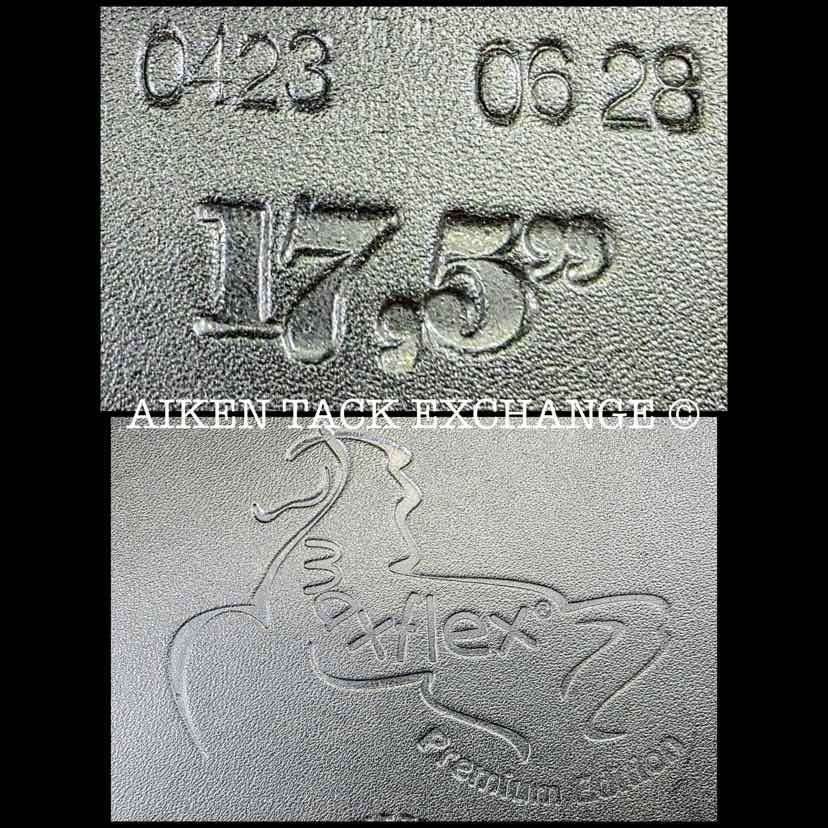 0423 06 28
17,5”
AIKEN TACK EXCHANGE ©
maxflex®
Premium Edition